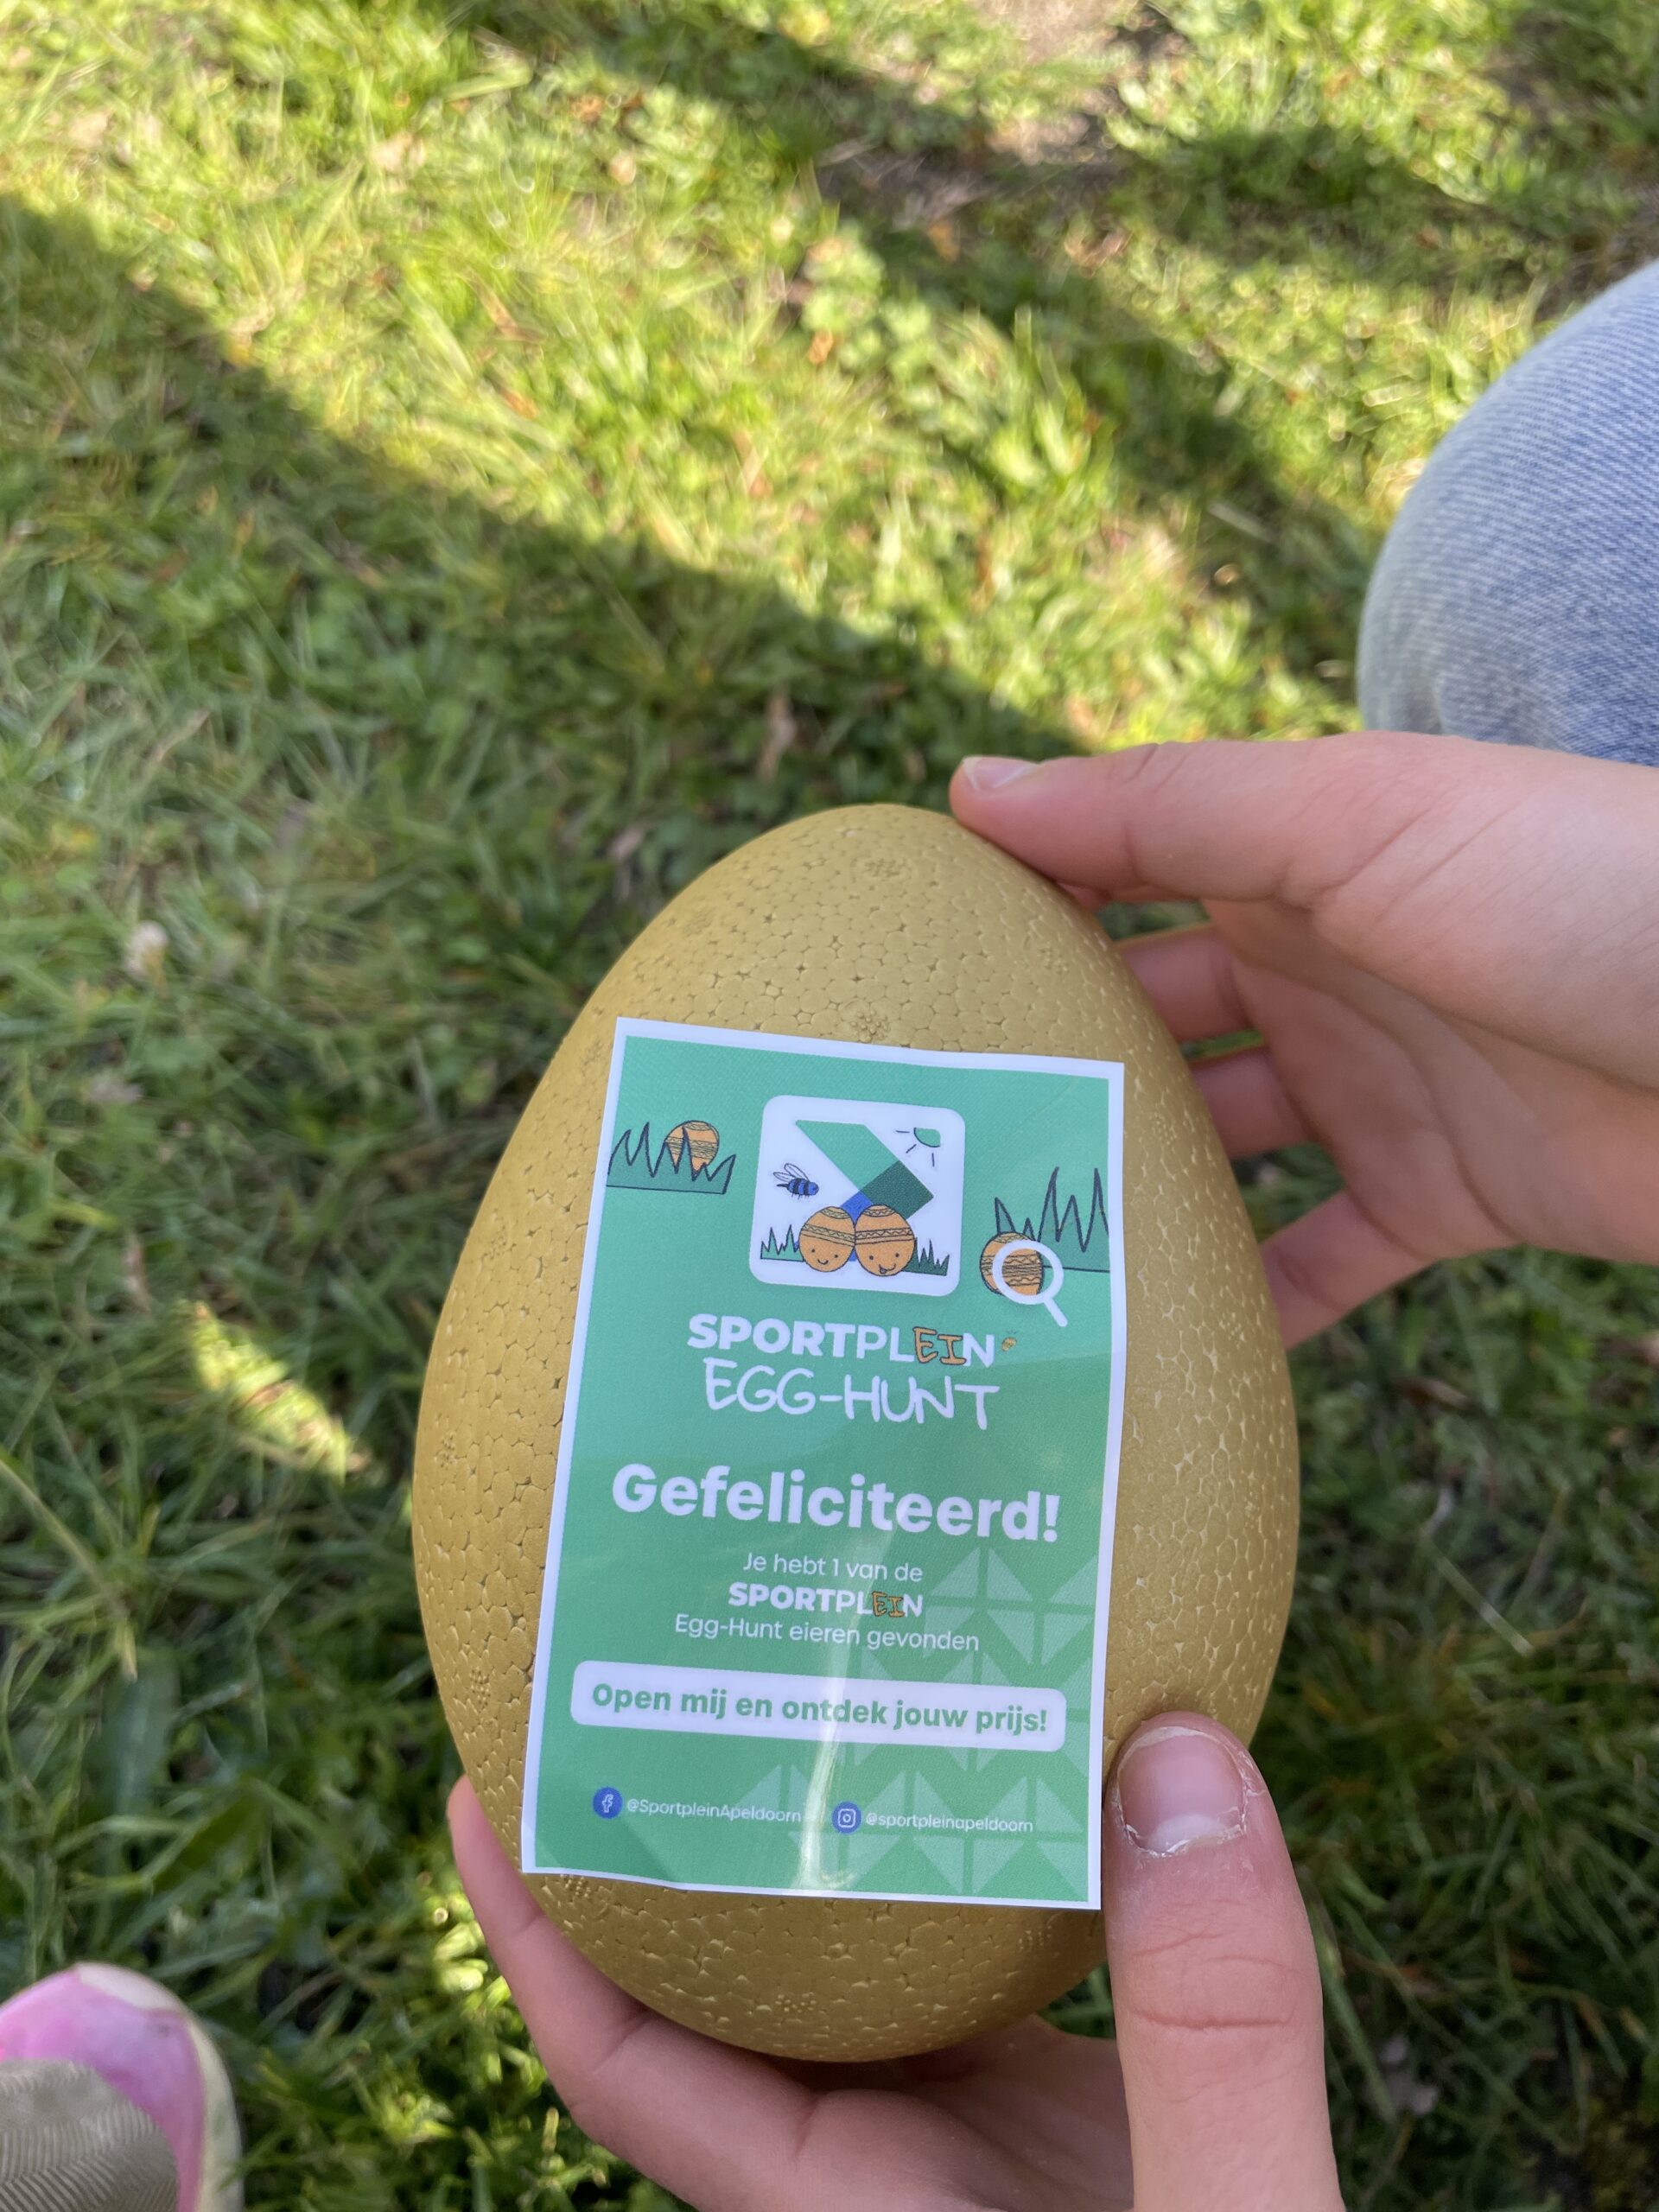 SPORTPLEIN
EGG-HUNT
Gefeliciteerd!
Je hebt 1 van de
SPORTPLEIN
Egg-Hunt eieren gevonden
Open mij en ontdek jouw prijs!
@SportpleinApeldoorn @sportpleinapeldoorn